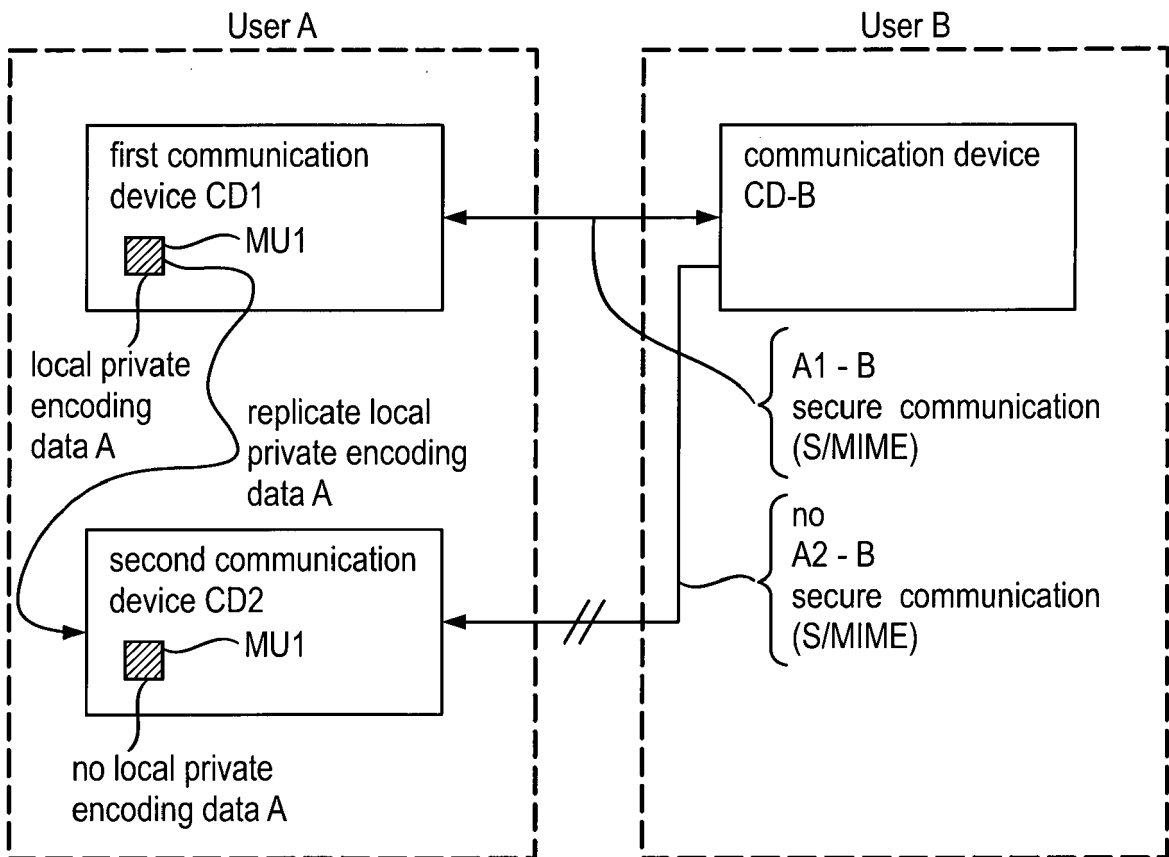 User A
User B
first communication
device CD1
MU1
communication device
CD-B
local private
encoding
data A
replicate local
private encoding
data A
A1 - B
secure communication
(S/MIME)
no
A2 - B
secure communication
(S/MIME)
second communication
device CD2
MU1
no local private
encoding data A